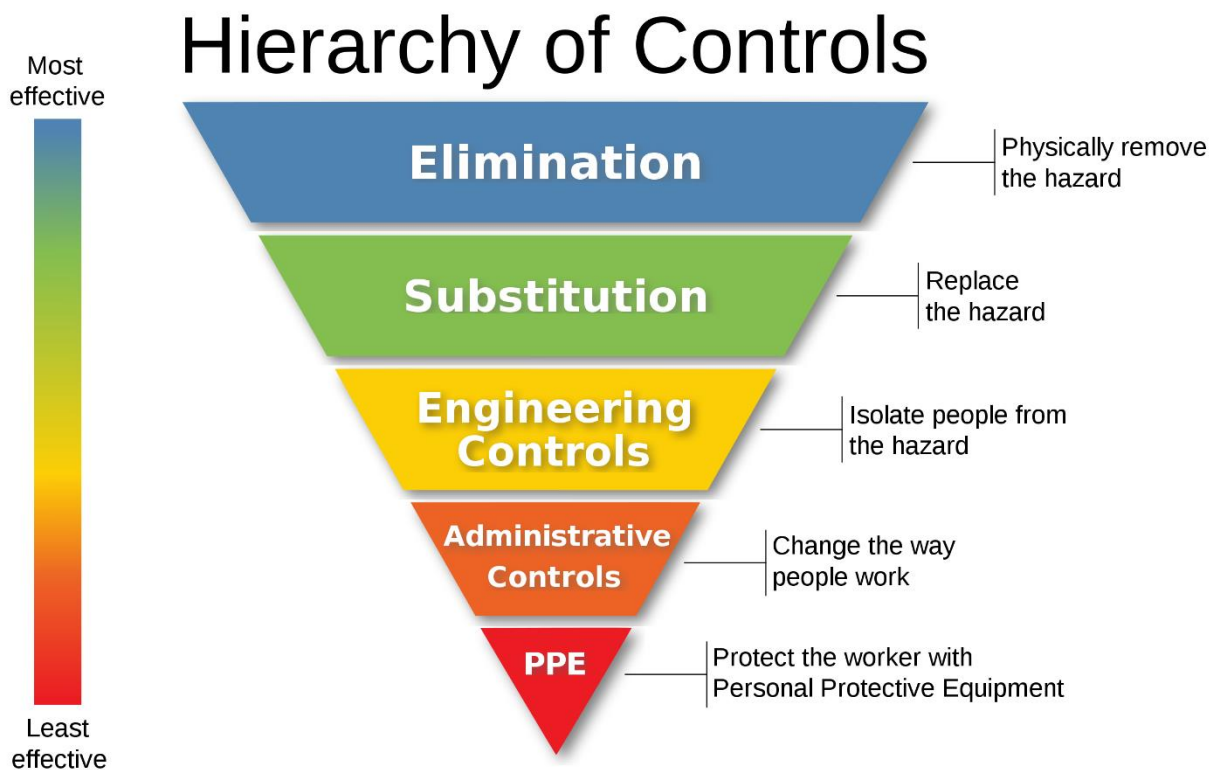 Hierarchy of Controls
Most
effective
Elimination
Physically remove
the hazard
Substitution
Replace
the hazard
Engineering
Controls
Isolate people from
the hazard
Administrative
Controls
Change the way
people work
PPE
Protect the worker with
Personal Protective Equipment
Least
effective